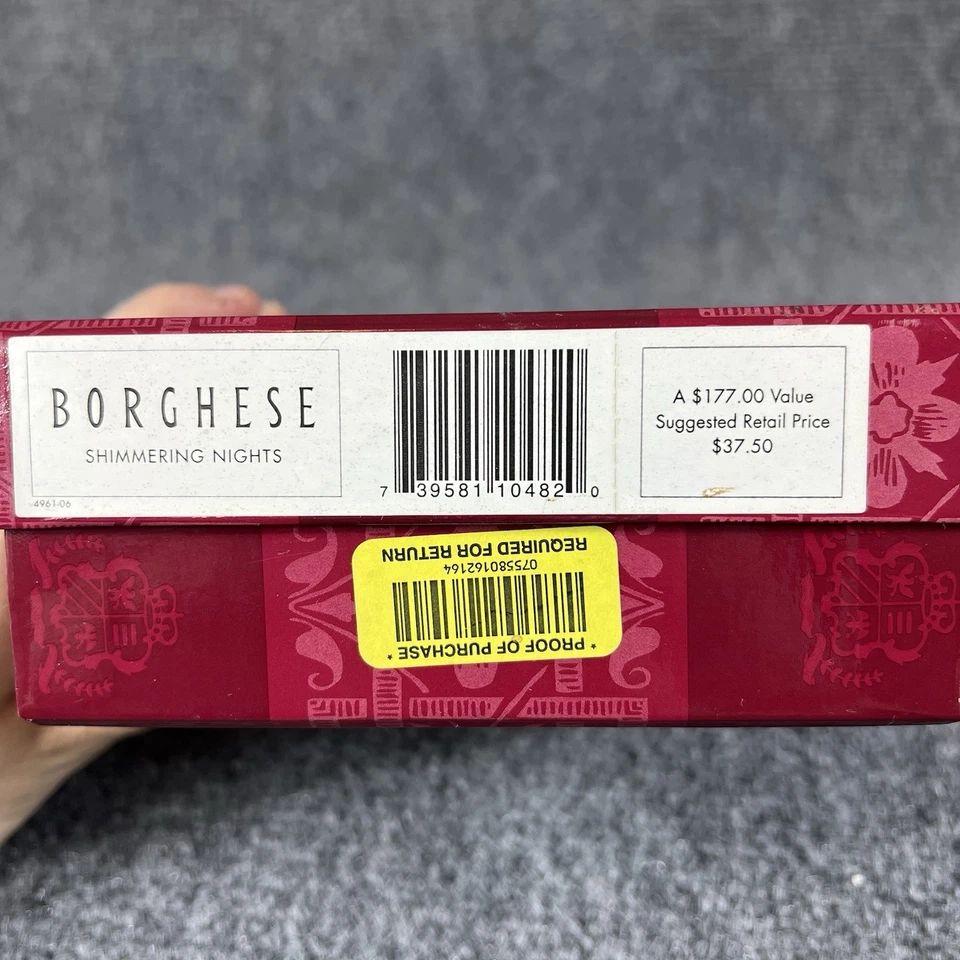 BORGHESE
SHIMMERING NIGHTS
4961-06
7 39581 10482 0
A $177.00 Value
Suggested Retail Price
$37.50
* PROOF OF PURCHASE *
075580162164
REQUIRED FOR RETURN